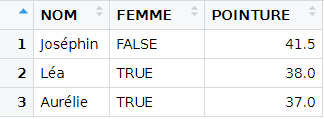 NOM FEMME POINTURE
1 Joséphin FALSE 41.5
2 Léa TRUE 38.0
3 Aurélie TRUE 37.0